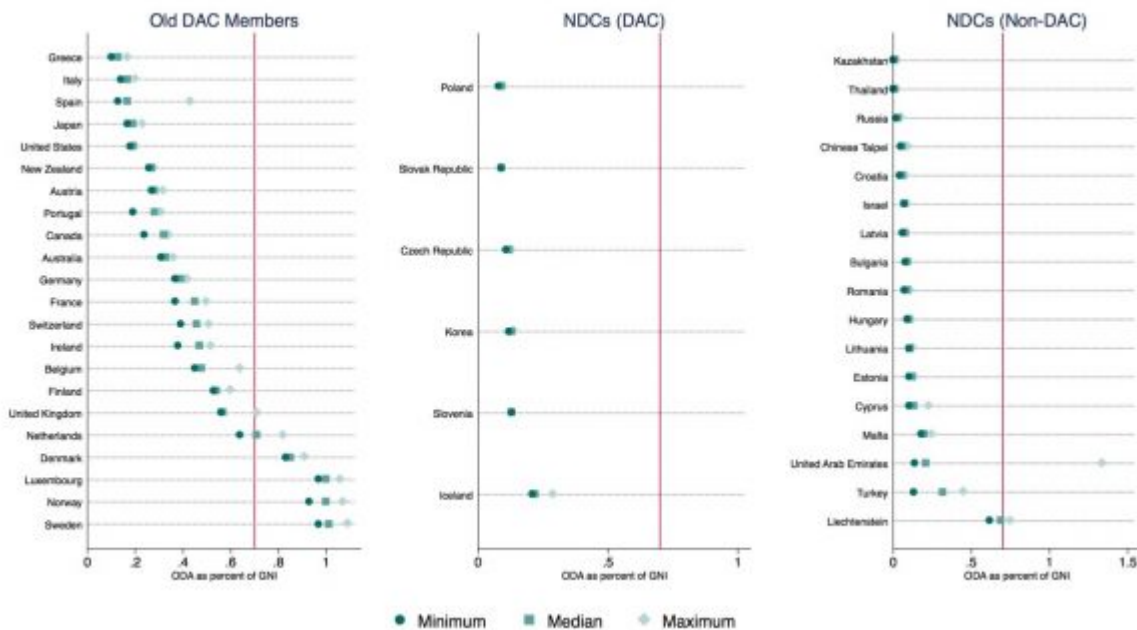 Old DAC Members
Greece
Italy
Spain
Japan
United States
New Zealand
Austria
Portugal
Canada
Australia
Germany
France
Switzerland
Ireland
Belgium
Finland
United Kingdom
Netherlands
Denmark
Luxembourg
Norway
Sweden
0 .2 .4 .6 .8 1
ODA as percent of GNI
NDCs (DAC)
Poland
Slovak Republic
Czech Republic
Korea
Slovenia
Iceland
0 .5 1
ODA as percent of GNI
NDCs (Non-DAC)
Kazakhstan
Thailand
Russia
Chinese Taipei
Croatia
Israel
Latvia
Bulgaria
Romania
Hungary
Lithuania
Estonia
Cyprus
Malta
United Arab Emirates
Turkey
Liechtenstein
0 .5 1 1.5
ODA as percent of GNI
Minimum Median Maximum